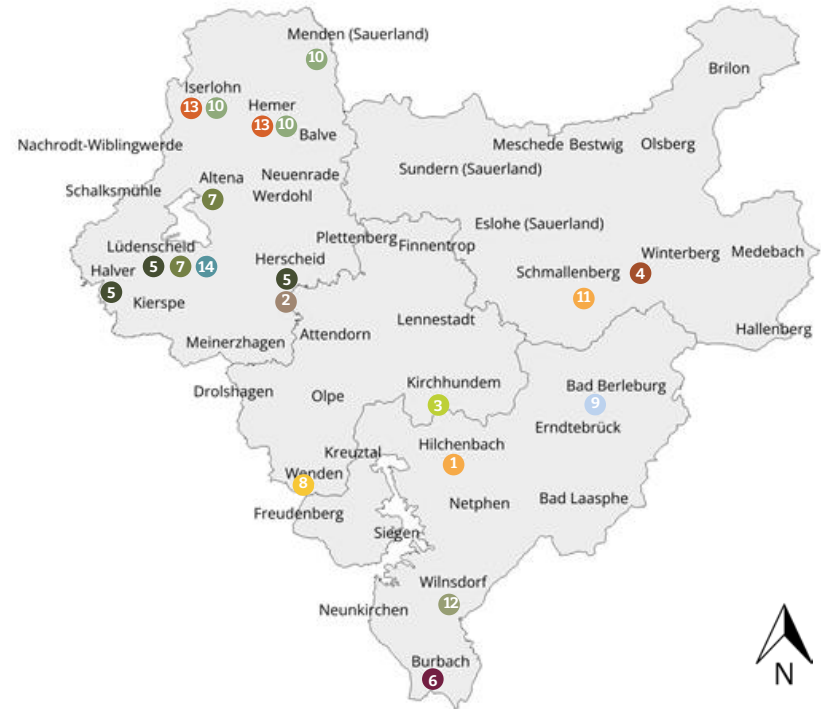 Menden (Sauerland)
10
Brilon
Iserlohn
13 10
Hemer
13 10
Balve
Nachrodt-Wiblingwerde
Meschede Bestwig Olsberg
Sundern (Sauerland)
Altena
7
Neuenrade
Werdohl
Schalksmühle
Eslohe (Sauerland)
Plettenberg
Finnentrop
Lüdenscheid
5 7 14
Herscheid
5
2
Winterberg
4
Medebach
Schmallenberg
11
Halver
5
Kierspe
Meinerzhagen
Attendorn
Lennestadt
Hallenberg
Drolshagen
Olpe
Kirchhundem
3
Bad Berleburg
9
Erndtebrück
Hilchenbach
1
Kreuztal
Wenden
8
Netphen
Bad Laasphe
Freudenberg
Siegen
Wilnsdorf
12
Neunkirchen
Burbach
6
N